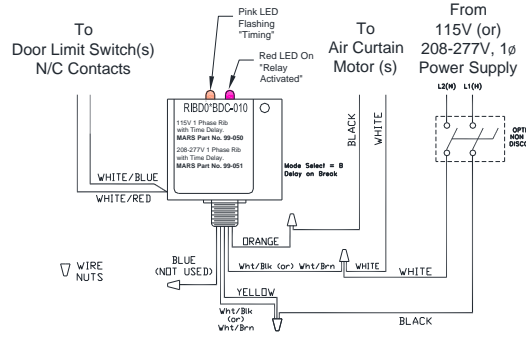 Pink LED
Flashing
"Timing"
Red LED On
"Relay
Activated"
To
Door Limit Switch(s)
N/C Contacts
To
Air Curtain
Motor (s)
From
115V (or)
208-277V, 1ø
Power Supply
L2(N) L1(H)
RIBD0*BDC-010
115V 1 Phase Rib
with Time Delay.
MARS Part No. 99-050
208-277V 1 Phase Rib
with Time Delay.
MARS Part No. 99-051
BLACK
WHITE
OPTI
NON
DISCO
Mode Select = B
Delay on Break
WHITE/BLUE
WHITE/RED
ORANGE
BLUE
(NOT USED)
Wht/Blk (or) Wht/Brn
WHITE
WHITE
WIRE
NUTS
YELLOW
Wht/Blk
(or)
Wht/Brn
BLACK